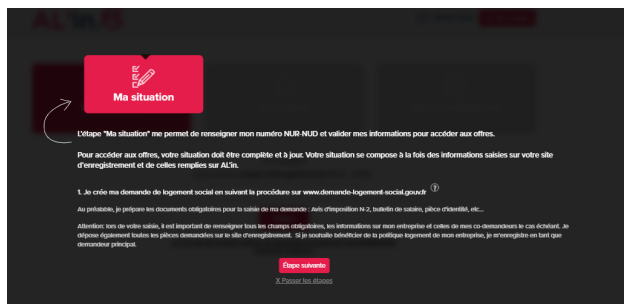 AL'in.fr
Ma situation
L'étape "Ma situation" me permet de renseigner mon numéro NUR-NUD et valider mes informations pour accéder aux offres.
Pour accéder aux offres, votre situation doit être complète et à jour. Votre situation se compose à la fois des informations saisies sur votre site
d'enregistrement et de celles remplies sur AL'in.
1. Je crée ma demande de logement social en suivant la procédure sur www.demande-logement-social.gouv.fr ?
Au préalable, je prépare les documents obligatoires pour la saisie de ma demande : Avis d'imposition N-2, bulletin de salaire, pièce d'identité, etc...
Attention: lors de votre saisie, il est important de renseigner tous les champs obligatoires, les informations sur mon entreprise et celles de mes co-demandeurs le cas échéant. Je
dépose également toutes les pièces demandées sur le site d'enregistrement. Si je souhaite bénéficier de la politique logement de mon entreprise, je m'enregistre en tant que
demandeur principal.
Étape suivante
X Passer les étapes